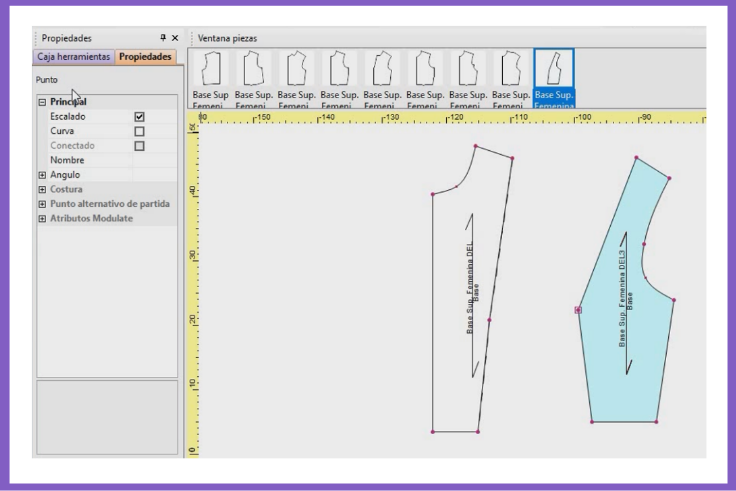 Propiedades
Caja herramientas Propiedades
Punto
Principal
Escalado
Curva
Conectado
Nombre
Angulo
Costura
Punto alternativo de partida
Atributos Modulate
Ventana piezas
Base Sup Base Sup. Base Sup. Base Sup. Base Sup. Base Sup. Base Sup. Base Sup. Base Sup.
Femeni Femeni Femeni Femeni Femeni Femeni Femeni Femeni Femenina
-150 -140 -130 -120 -110 -100 -90
40
30
20
10
0
Base Sup. Femenina DEL
Base
Base Sup. Femenina DEL3
Base